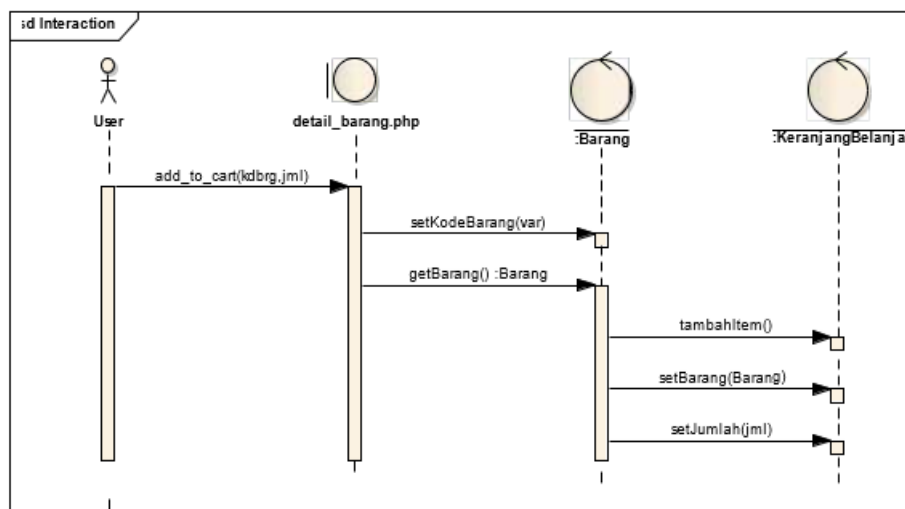 sd Interaction
User
detail_barang.php
:Barang
:KeranjangBelanja
add_to_cart(kdbrg,jml)
setKodeBarang(var)
getBarang() :Barang
tambahItem()
setBarang(Barang)
setJumlah(jml)